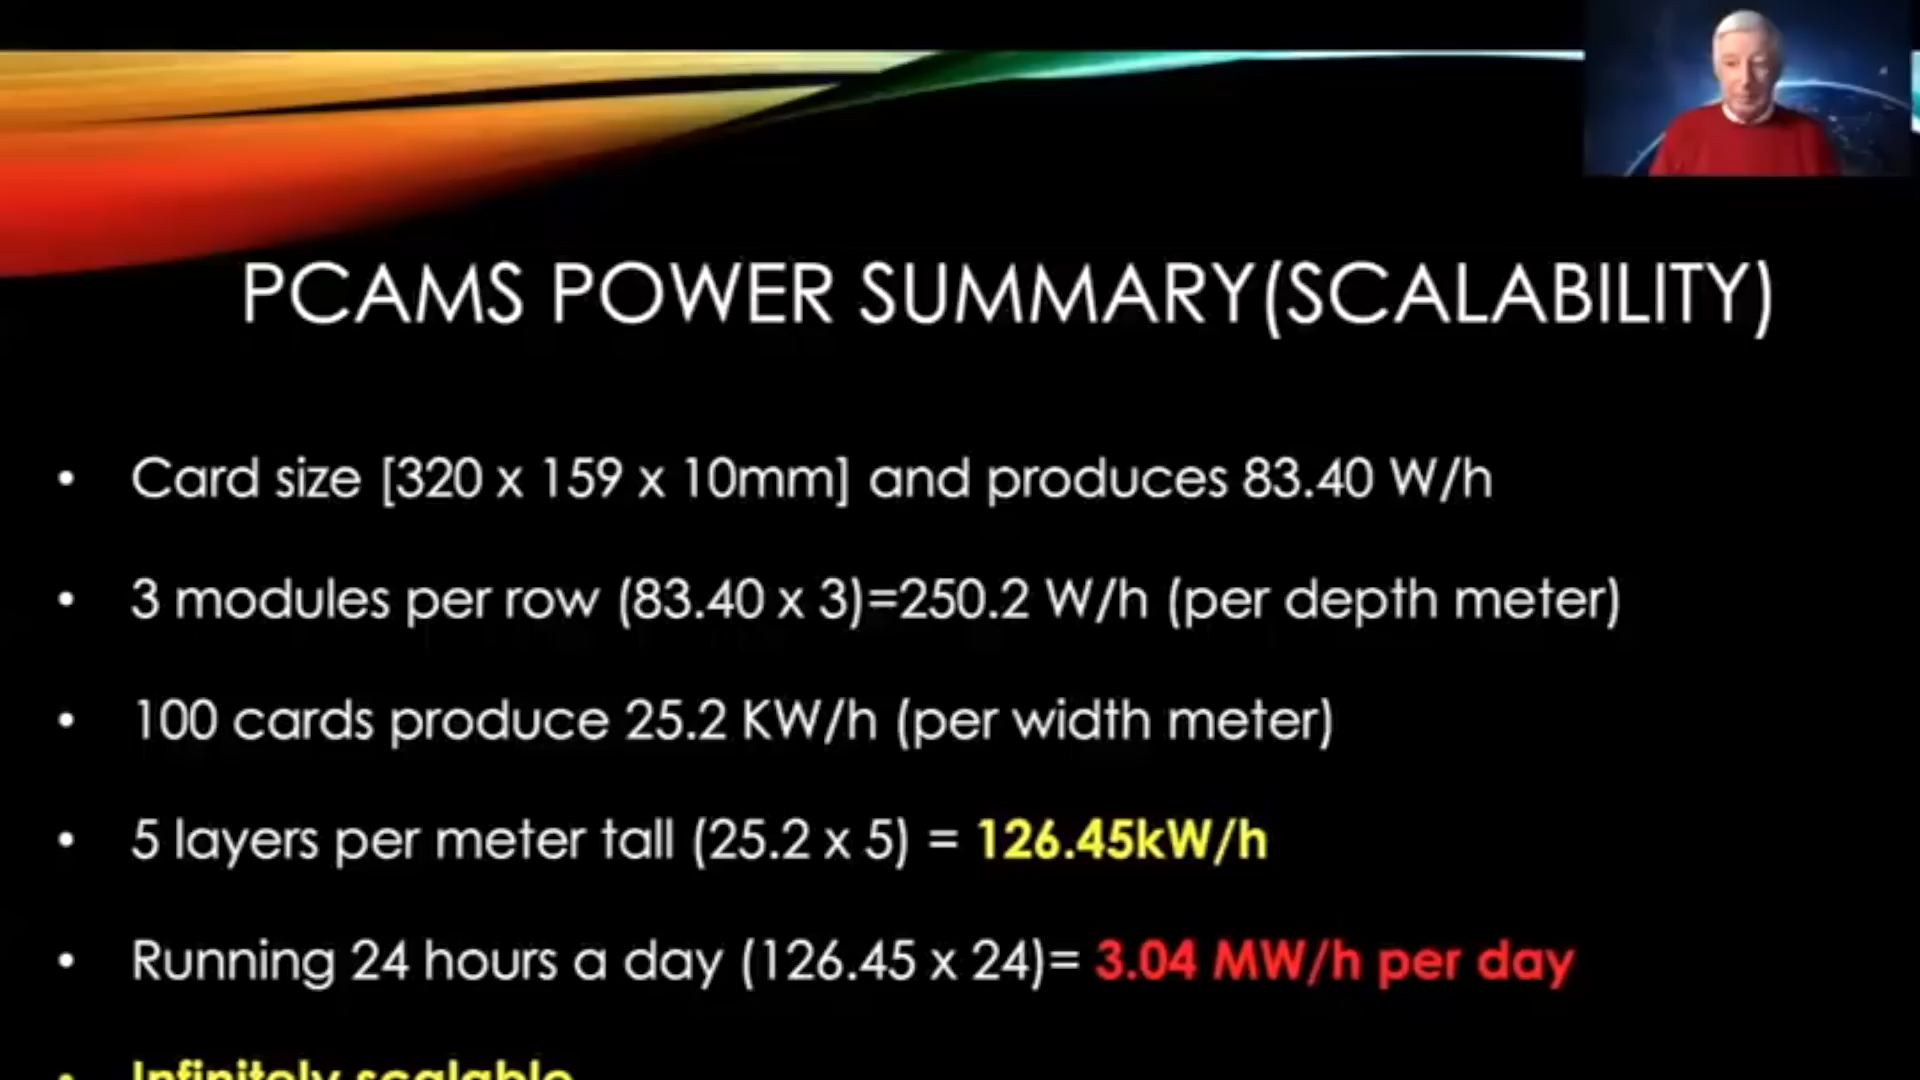 PCAMS POWER SUMMARY(SCALABILITY)
• Card size [320 x 159 x 10mm] and produces 83.40 W/h
• 3 modules per row (83.40 x 3)=250.2 W/h (per depth meter)
• 100 cards produce 25.2 KW/h (per width meter)
• 5 layers per meter tall (25.2 x 5) = 126.45kW/h
• Running 24 hours a day (126.45 x 24)= 3.04 MW/h per day
• Infinitely scalable